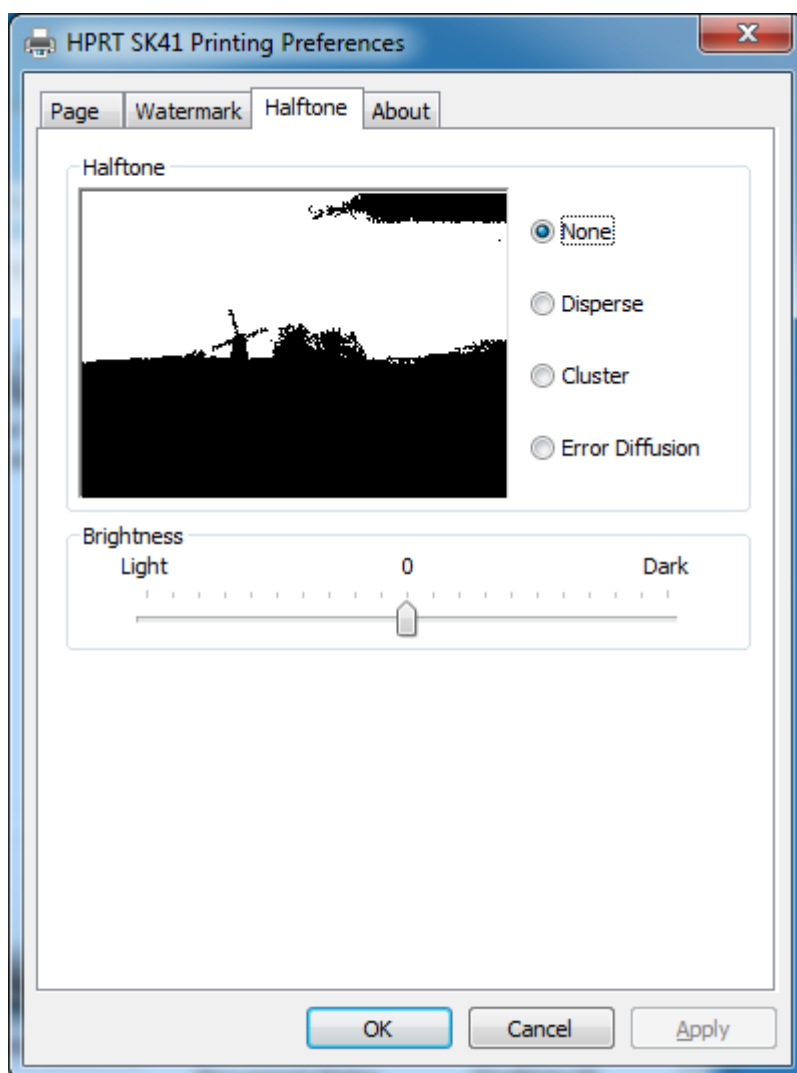 HPRT SK41 Printing Preferences
Page Watermark Halftone About
Halftone
None
Disperse
Cluster
Error Diffusion
Brightness
Light 0 Dark
OK Cancel Apply